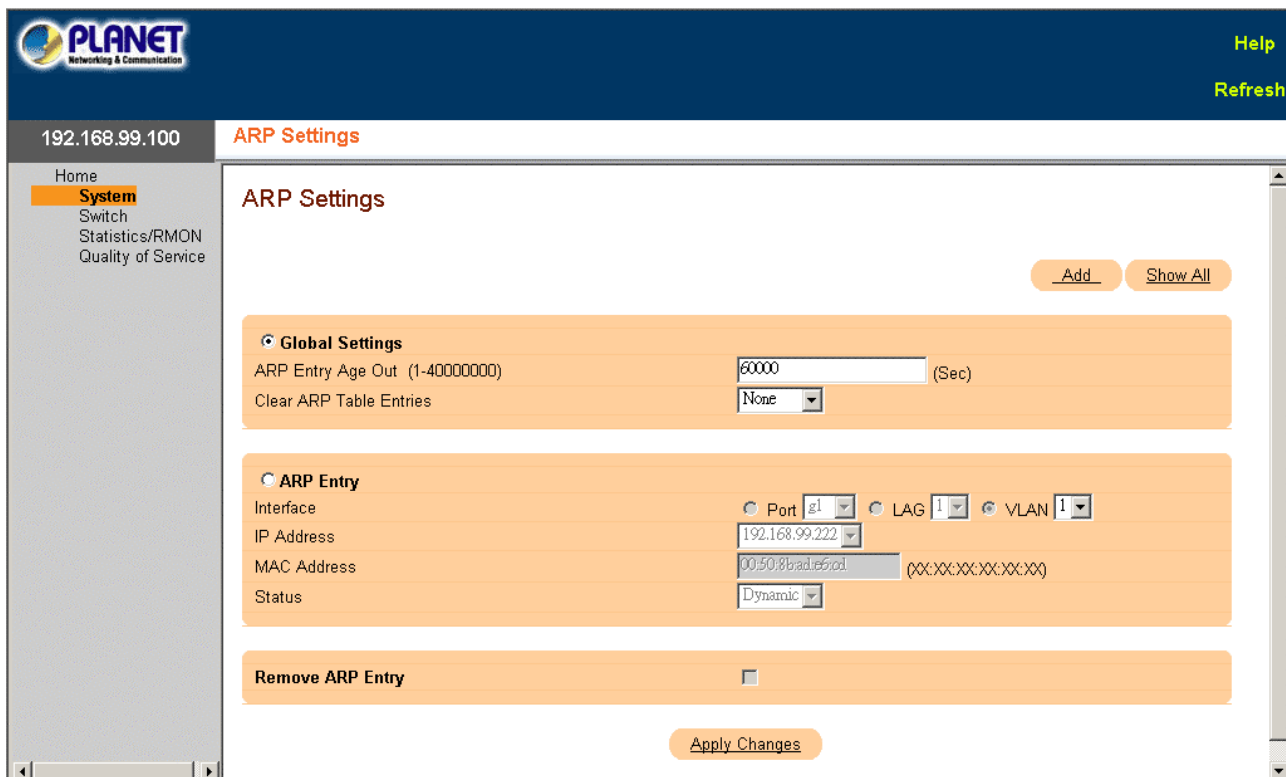 PLANET
Networking & Communication
Help
Refresh
192.168.99.100
ARP Settings
Home
System
Switch
Statistics/RMON
Quality of Service
ARP Settings
Add Show All
Global Settings
ARP Entry Age Out (1-40000000) 60000 (Sec)
Clear ARP Table Entries None
ARP Entry
Interface Port g1 LAG 1 VLAN 1
IP Address 192.168.99.222
MAC Address 00:50:8b:ad:e6:cd (XX:XX:XX:XX:XX:XX)
Status Dynamic
Remove ARP Entry
Apply Changes